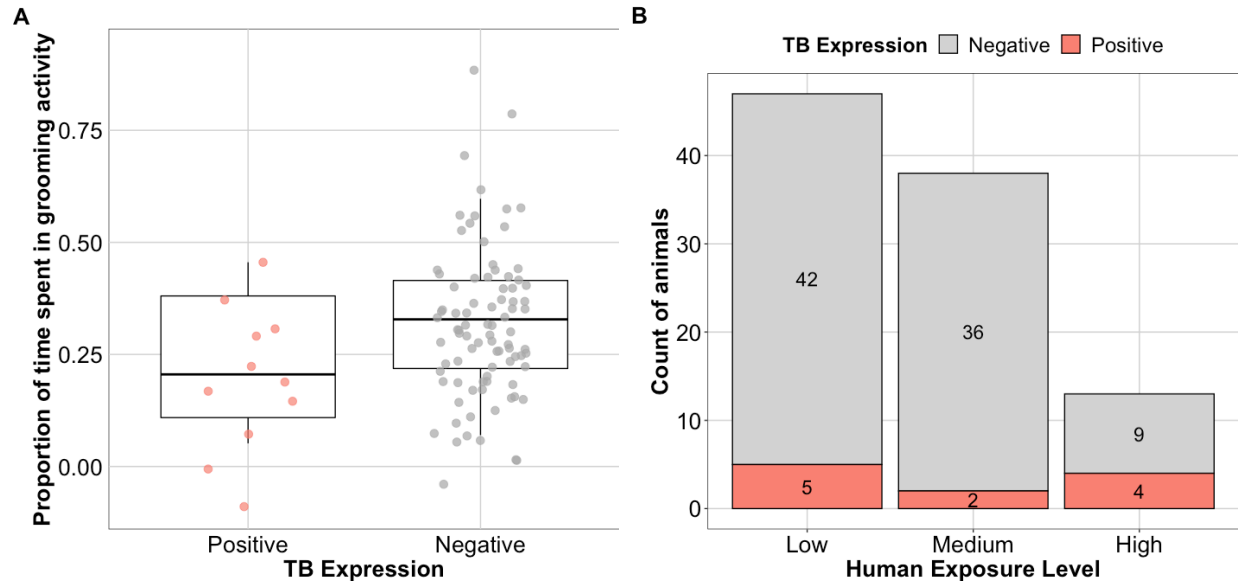 A
Proportion of time spent in grooming activity
0.75
0.50
0.25
0.00
Positive
Negative
TB Expression
B
TB Expression Negative Positive
Count of animals
40
30
20
10
0
42
36
9
5
2
4
Low
Medium
High
Human Exposure Level